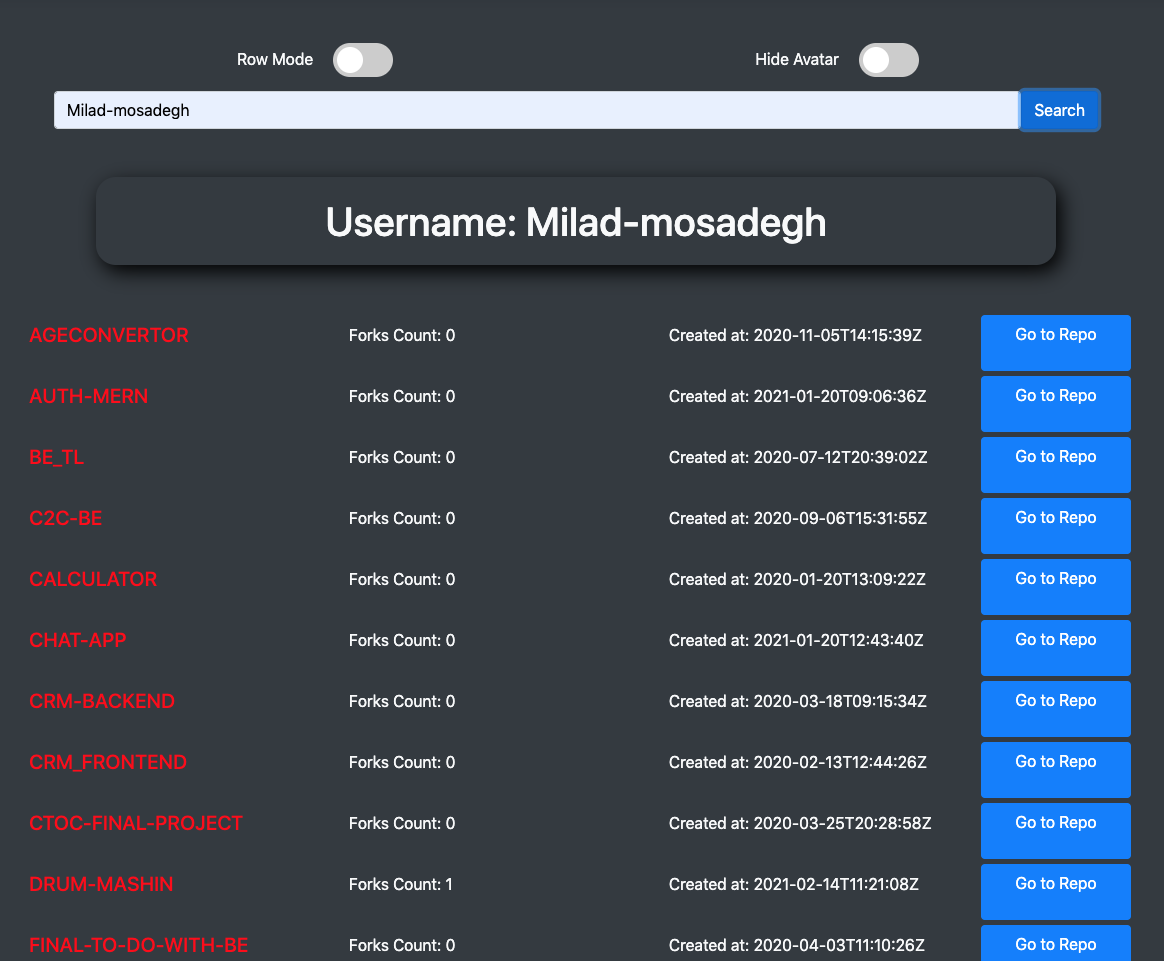 Row Mode Hide Avatar
Milad-mosadegh Search
Username: Milad-mosadegh
AGECONVERTOR Forks Count: 0 Created at: 2020-11-05T14:15:39Z Go to Repo
AUTH-MERN Forks Count: 0 Created at: 2021-01-20T09:06:36Z Go to Repo
BE_TL Forks Count: 0 Created at: 2020-07-12T20:39:02Z Go to Repo
C2C-BE Forks Count: 0 Created at: 2020-09-06T15:31:55Z Go to Repo
CALCULATOR Forks Count: 0 Created at: 2020-01-20T13:09:22Z Go to Repo
CHAT-APP Forks Count: 0 Created at: 2021-01-20T12:43:40Z Go to Repo
CRM-BACKEND Forks Count: 0 Created at: 2020-03-18T09:15:34Z Go to Repo
CRM_FRONTEND Forks Count: 0 Created at: 2020-02-13T12:44:26Z Go to Repo
CTOC-FINAL-PROJECT Forks Count: 0 Created at: 2020-03-25T20:28:58Z Go to Repo
DRUM-MASHIN Forks Count: 1 Created at: 2021-02-14T11:21:08Z Go to Repo
FINAL-TO-DO-WITH-BE Forks Count: 0 Created at: 2020-04-03T11:10:26Z Go to Repo